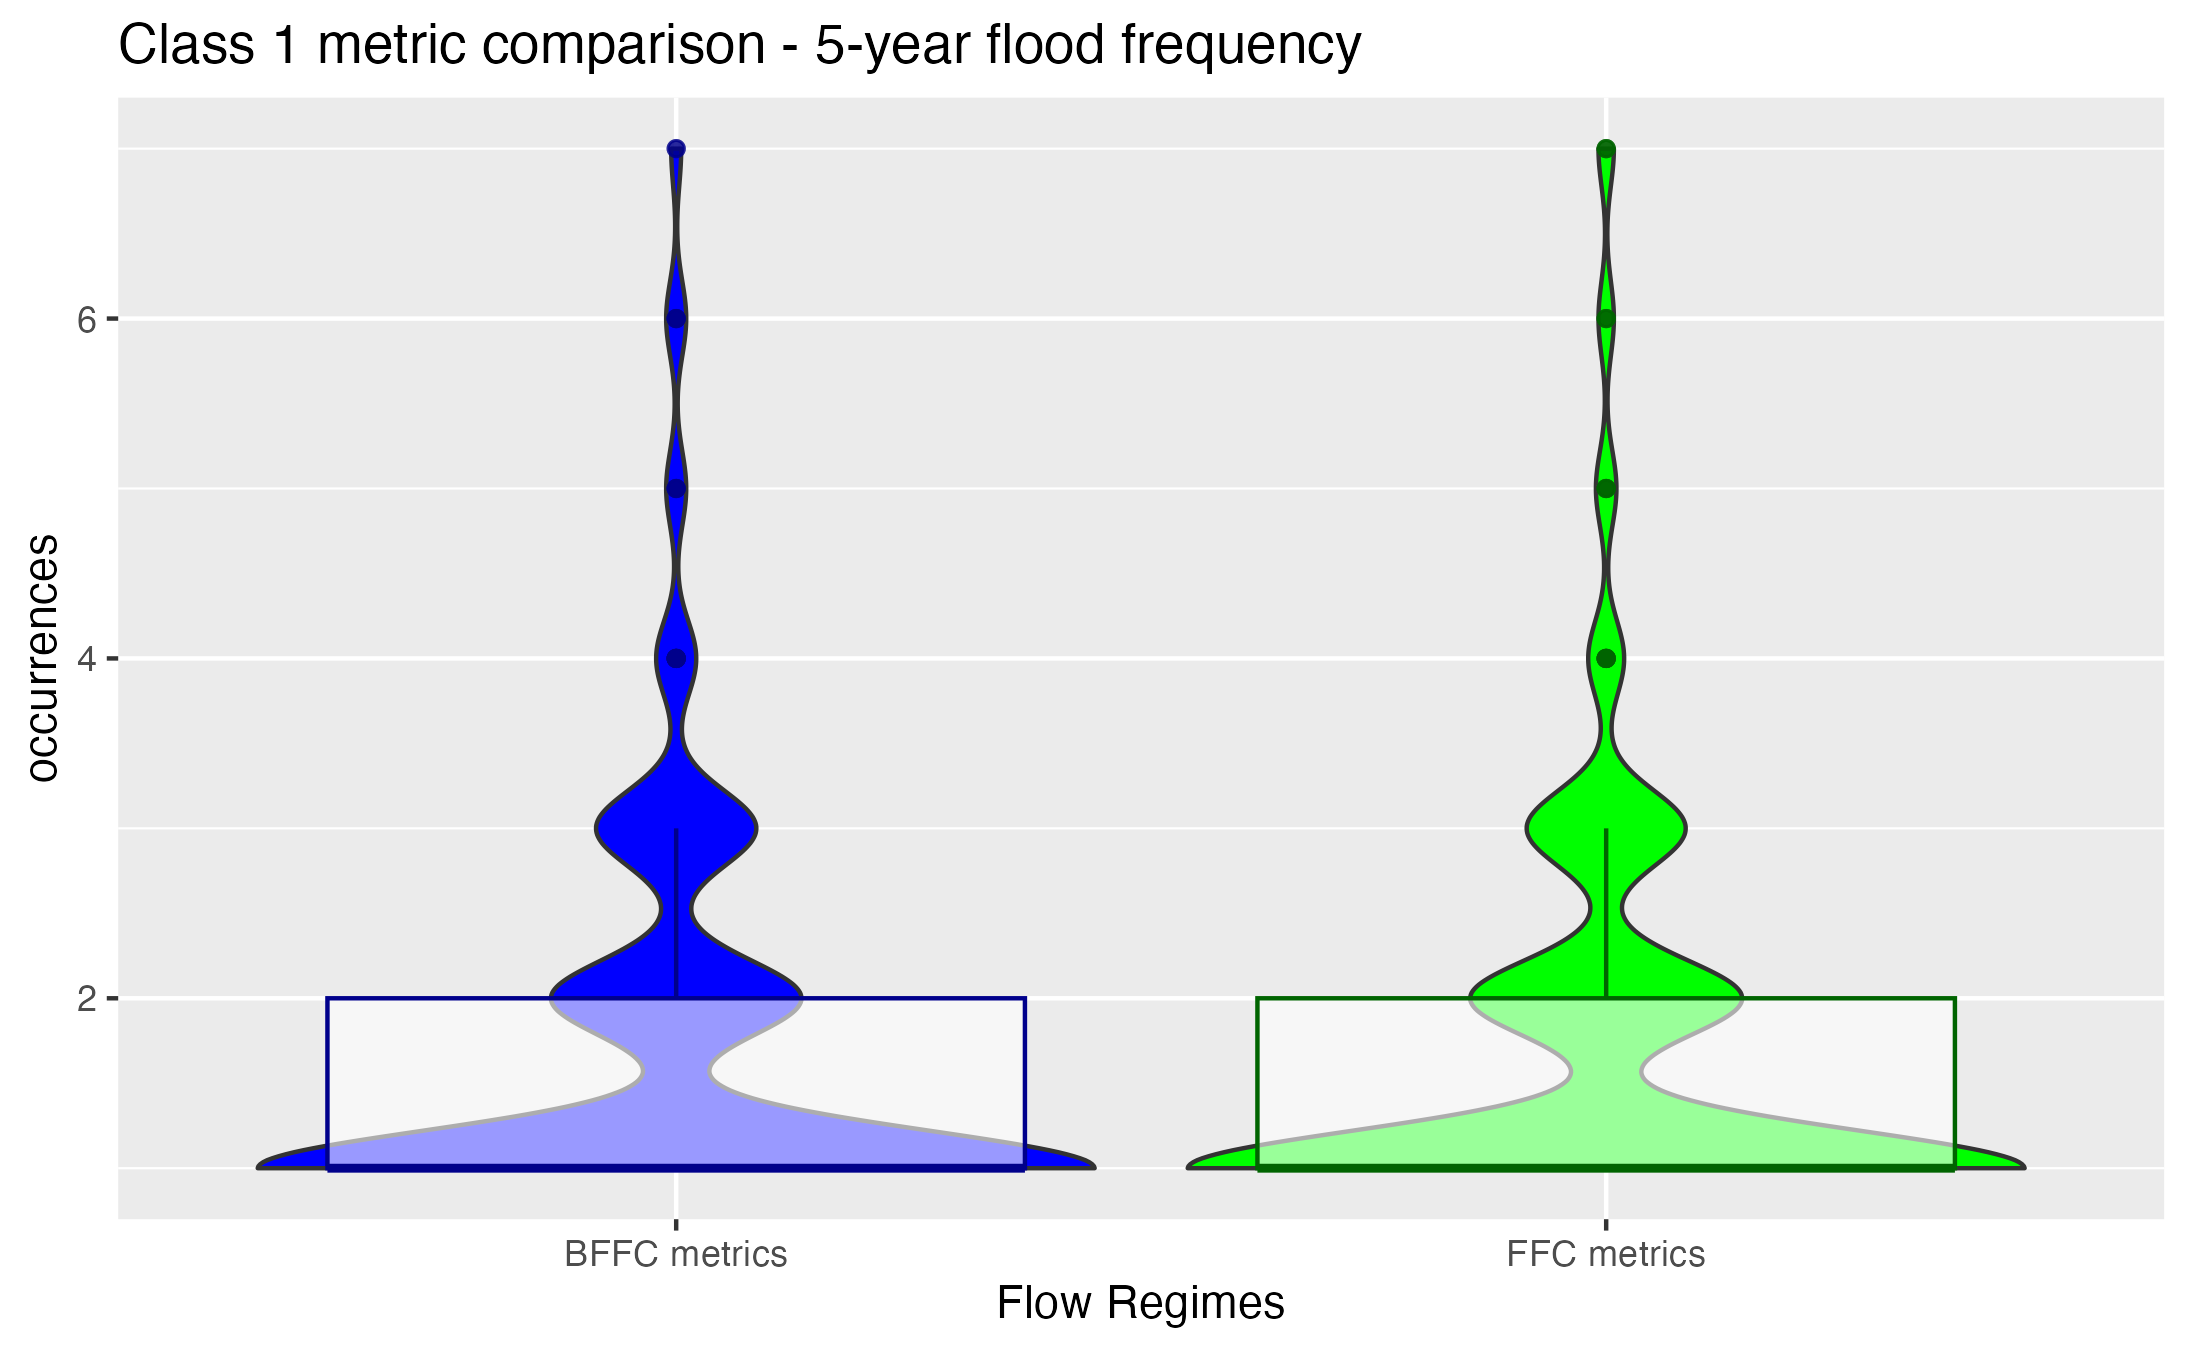 Class 1 metric comparison - 5-year flood frequency
occurrences
6
4
2
BFFC metrics
FFC metrics
Flow Regimes